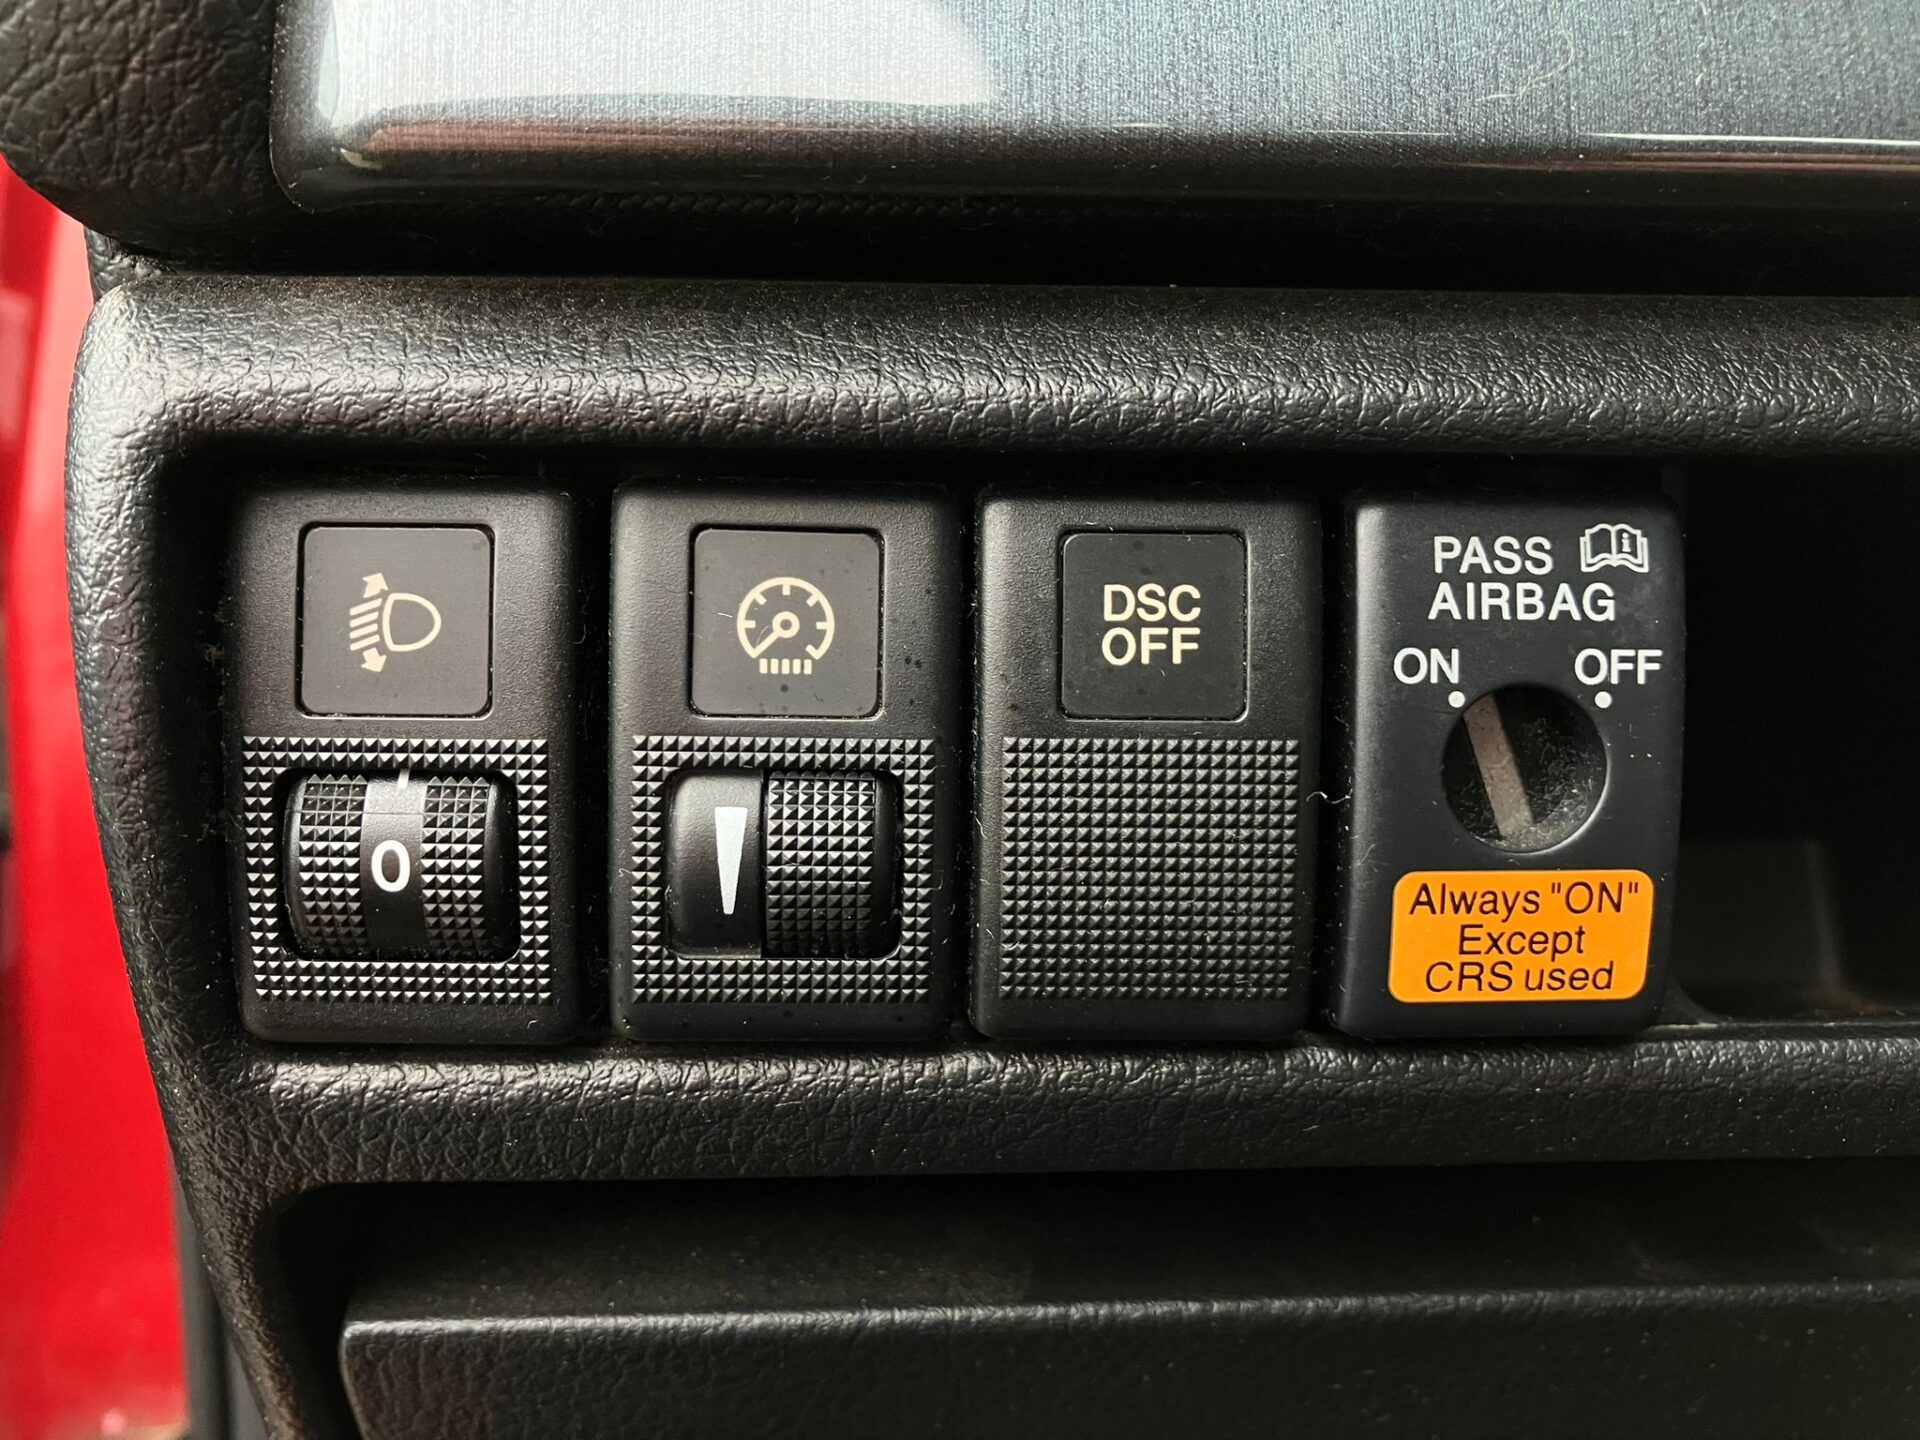 0
DSC
OFF
PASS
AIRBAG
ON OFF
Always "ON"
Except
CRS used